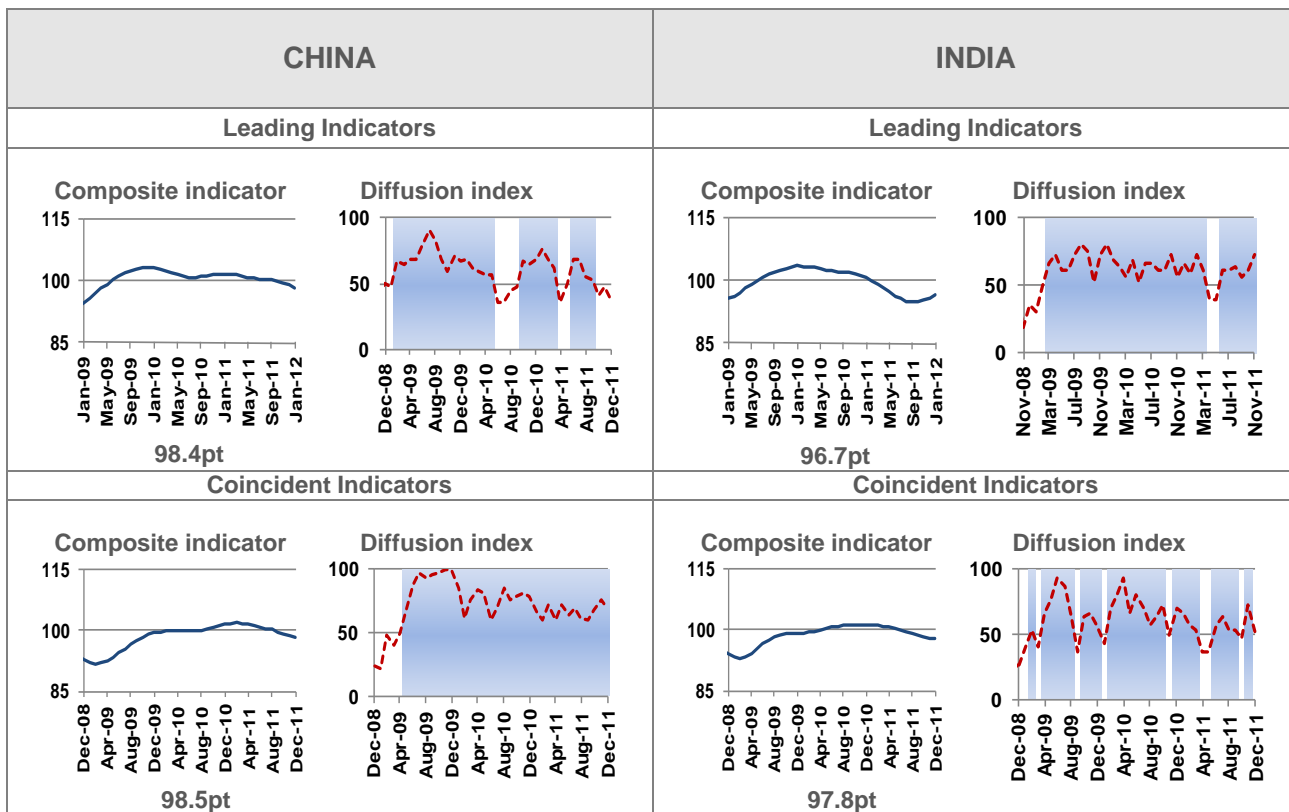 CHINA
INDIA
Leading Indicators
Leading Indicators
Composite indicator
Diffusion index
115
100
85
Jan-09
May-09
Sep-09
Jan-10
May-10
Sep-10
Jan-11
May-11
Sep-11
Jan-12
98.4pt
100
50
0
Dec-08
Apr-09
Aug-09
Dec-09
Apr-10
Aug-10
Dec-10
Apr-11
Aug-11
Dec-11
Composite indicator
Diffusion index
115
100
85
Jan-09
May-09
Sep-09
Jan-10
May-10
Sep-10
Jan-11
May-11
Sep-11
Jan-12
96.7pt
100
50
0
Nov-08
Mar-09
Jul-09
Nov-09
Mar-10
Jul-10
Nov-10
Mar-11
Jul-11
Nov-11
Coincident Indicators
Coincident Indicators
Composite indicator
Diffusion index
115
100
85
Dec-08
Apr-09
Aug-09
Dec-09
Apr-10
Aug-10
Dec-10
Apr-11
Aug-11
Dec-11
98.5pt
100
50
0
Dec-08
Apr-09
Aug-09
Dec-09
Apr-10
Aug-10
Dec-10
Apr-11
Aug-11
Dec-11
Composite indicator
Diffusion index
115
100
85
Dec-08
Apr-09
Aug-09
Dec-09
Apr-10
Aug-10
Dec-10
Apr-11
Aug-11
Dec-11
97.8pt
100
50
0
Dec-08
Apr-09
Aug-09
Dec-09
Apr-10
Aug-10
Dec-10
Apr-11
Aug-11
Dec-11